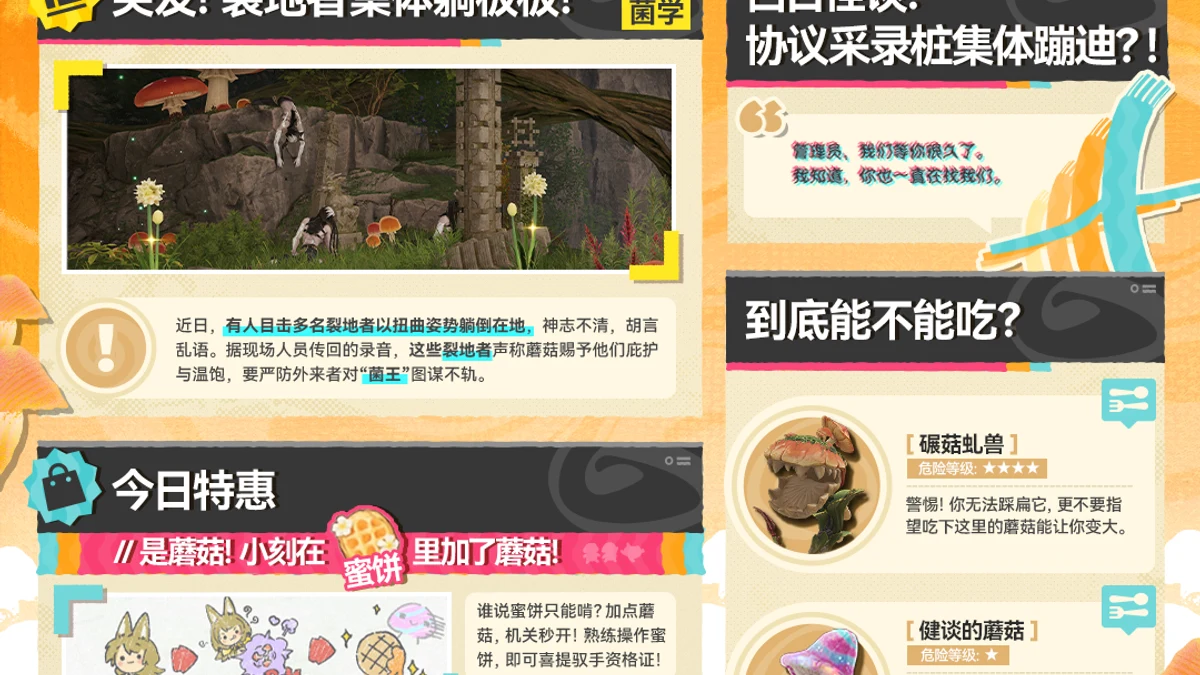 突发！裂地者集体躺板板！
菌学
近日，有人目击多名裂地者以扭曲姿势躺倒在地，神志不清，胡言
乱语。据现场人员传回的录音，这些裂地者声称蘑菇赐予他们庇护
与温饱，要严防外来者对“菌王”图谋不轨。
今日特惠
// 是蘑菇！小刻在蜜饼里加了蘑菇！
谁说蜜饼只能啃？加点蘑
菇，机关秒开！熟练操作蜜
饼，即可喜提驭手资格证！
协议采录桩集体蹦迪？！
管理员、我们等你很久了。
我知道，你也一直在找我们。
到底能不能吃？
[ 碾菇虬兽 ]
危险等级: ★★★★
警惕！你无法踩扁它，更不要指
望吃下这里的蘑菇能让你变大。
[ 健谈的蘑菇 ]
危险等级: ★